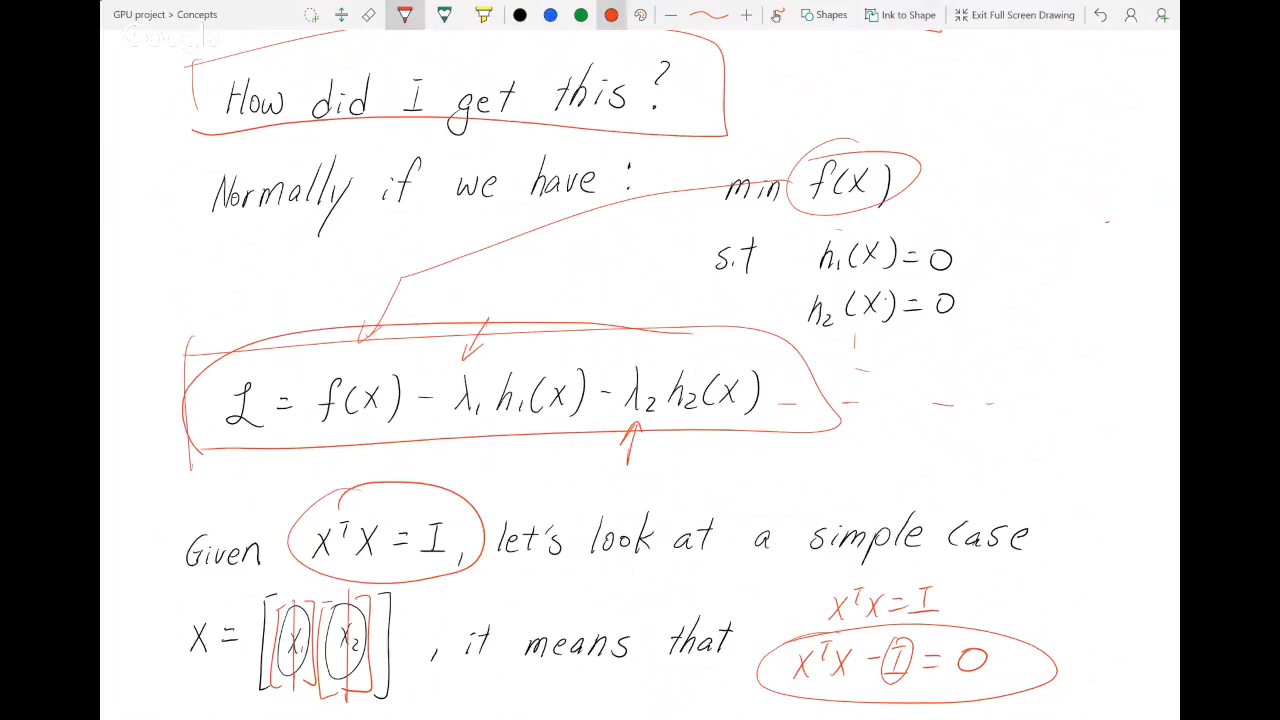 GPU project > Concepts
Shapes
Ink to Shape
Exit Full Screen Drawing
Google
How did I get this?
Normally if we have : min f(X)
s.t h₁(X)=0
h₂(X)=0
ℒ = f(X) - λ₁ h₁(X) - λ₂ h₂(X) - - - -
Given XᵀX = I, let's look at a simple case
XᵀX = I
X = [[x₁][x₂]] , it means that XᵀX - I = 0